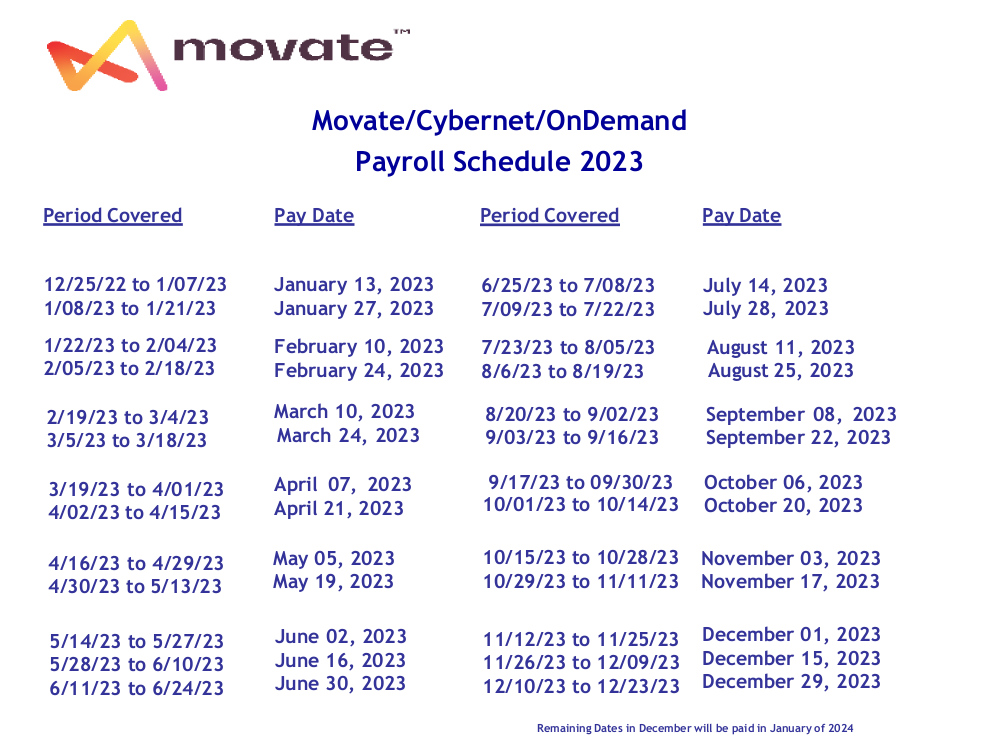 movate™
Movate/Cybernet/OnDemand
Payroll Schedule 2023
Period Covered Pay Date Period Covered Pay Date
12/25/22 to 1/07/23 January 13, 2023 6/25/23 to 7/08/23 July 14, 2023
1/08/23 to 1/21/23 January 27, 2023 7/09/23 to 7/22/23 July 28, 2023
1/22/23 to 2/04/23 February 10, 2023 7/23/23 to 8/05/23 August 11, 2023
2/05/23 to 2/18/23 February 24, 2023 8/6/23 to 8/19/23 August 25, 2023
2/19/23 to 3/4/23 March 10, 2023 8/20/23 to 9/02/23 September 08, 2023
3/5/23 to 3/18/23 March 24, 2023 9/03/23 to 9/16/23 September 22, 2023
3/19/23 to 4/01/23 April 07, 2023 9/17/23 to 09/30/23 October 06, 2023
4/02/23 to 4/15/23 April 21, 2023 10/01/23 to 10/14/23 October 20, 2023
4/16/23 to 4/29/23 May 05, 2023 10/15/23 to 10/28/23 November 03, 2023
4/30/23 to 5/13/23 May 19, 2023 10/29/23 to 11/11/23 November 17, 2023
5/14/23 to 5/27/23 June 02, 2023 11/12/23 to 11/25/23 December 01, 2023
5/28/23 to 6/10/23 June 16, 2023 11/26/23 to 12/09/23 December 15, 2023
6/11/23 to 6/24/23 June 30, 2023 12/10/23 to 12/23/23 December 29, 2023
Remaining Dates in December will be paid in January of 2024